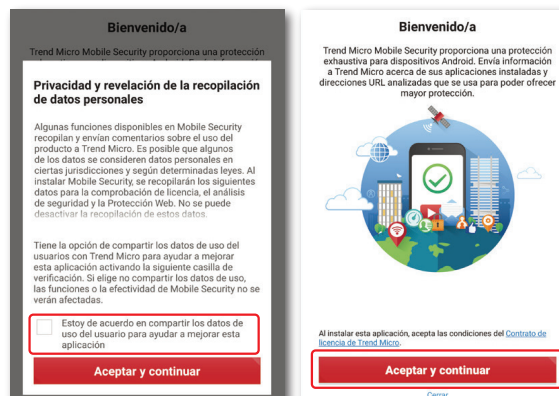 Bienvenido/a
Trend Micro Mobile Security proporciona una protección
Privacidad y revelación de la recopilación
de datos personales
Algunas funciones disponibles en Mobile Security
recopilan y envían comentarios sobre el uso del
producto a Trend Micro. Es posible que algunos
de los datos se consideren datos personales en
ciertas jurisdicciones y según determinadas leyes. Al
instalar Mobile Security, se recopilarán los siguientes
datos para la comprobación de licencia, el análisis
de seguridad y la Protección Web. No se puede
desactivar la recopilación de estos datos.
Tiene la opción de compartir los datos de uso del
usuarios con Trend Micro para ayudar a mejorar
esta aplicación activando la siguiente casilla de
verificación. Si elige no compartir los datos de uso,
las funciones o la efectividad de Mobile Security no se
verán afectadas.
Estoy de acuerdo en compartir los datos de
uso del usuario para ayudar a mejorar esta
aplicación
Aceptar y continuar
Bienvenido/a
Trend Micro Mobile Security proporciona una protección
exhaustiva para dispositivos Android. Envía información
a Trend Micro acerca de sus aplicaciones instaladas y
direcciones URL analizadas que se usa para poder ofrecer
mayor protección.
Al instalar esta aplicación, acepta las condiciones del Contrato de
licencia de Trend Micro.
Aceptar y continuar
Cerrar